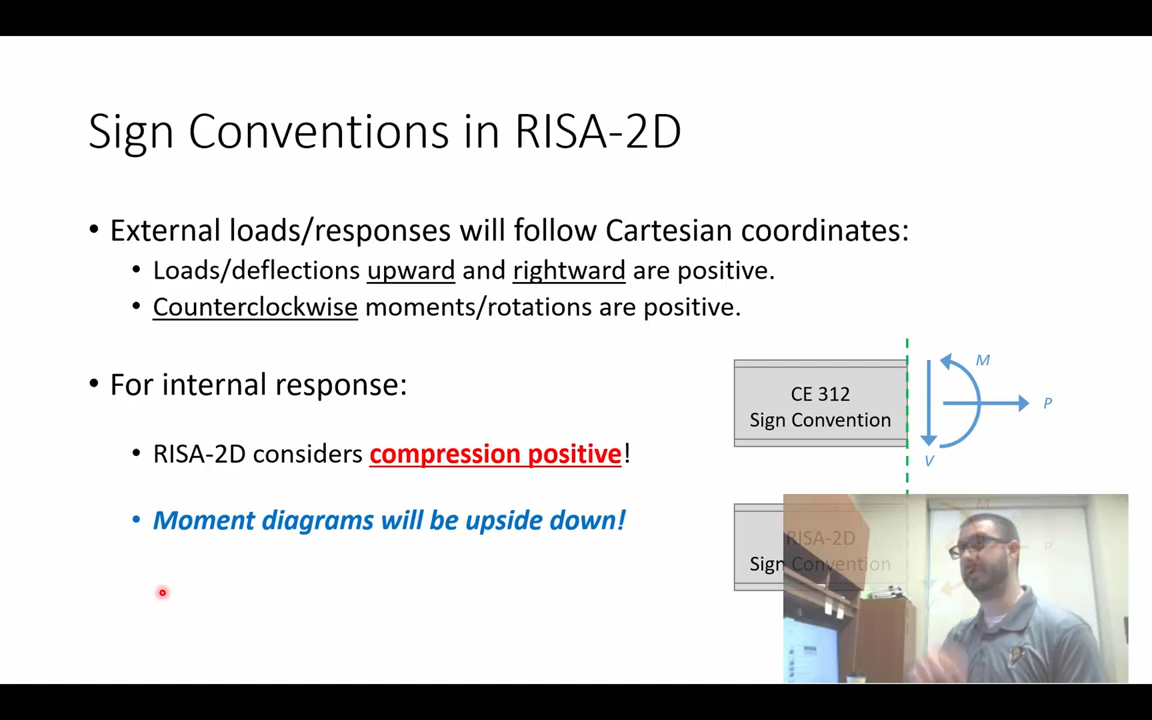 Sign Conventions in RISA-2D
• External loads/responses will follow Cartesian coordinates:
• Loads/deflections upward and rightward are positive.
• Counterclockwise moments/rotations are positive.
• For internal response:
• RISA-2D considers compression positive!
• Moment diagrams will be upside down!
CE 312
Sign Convention
M
P
V
RISA-2D
Sign Convention